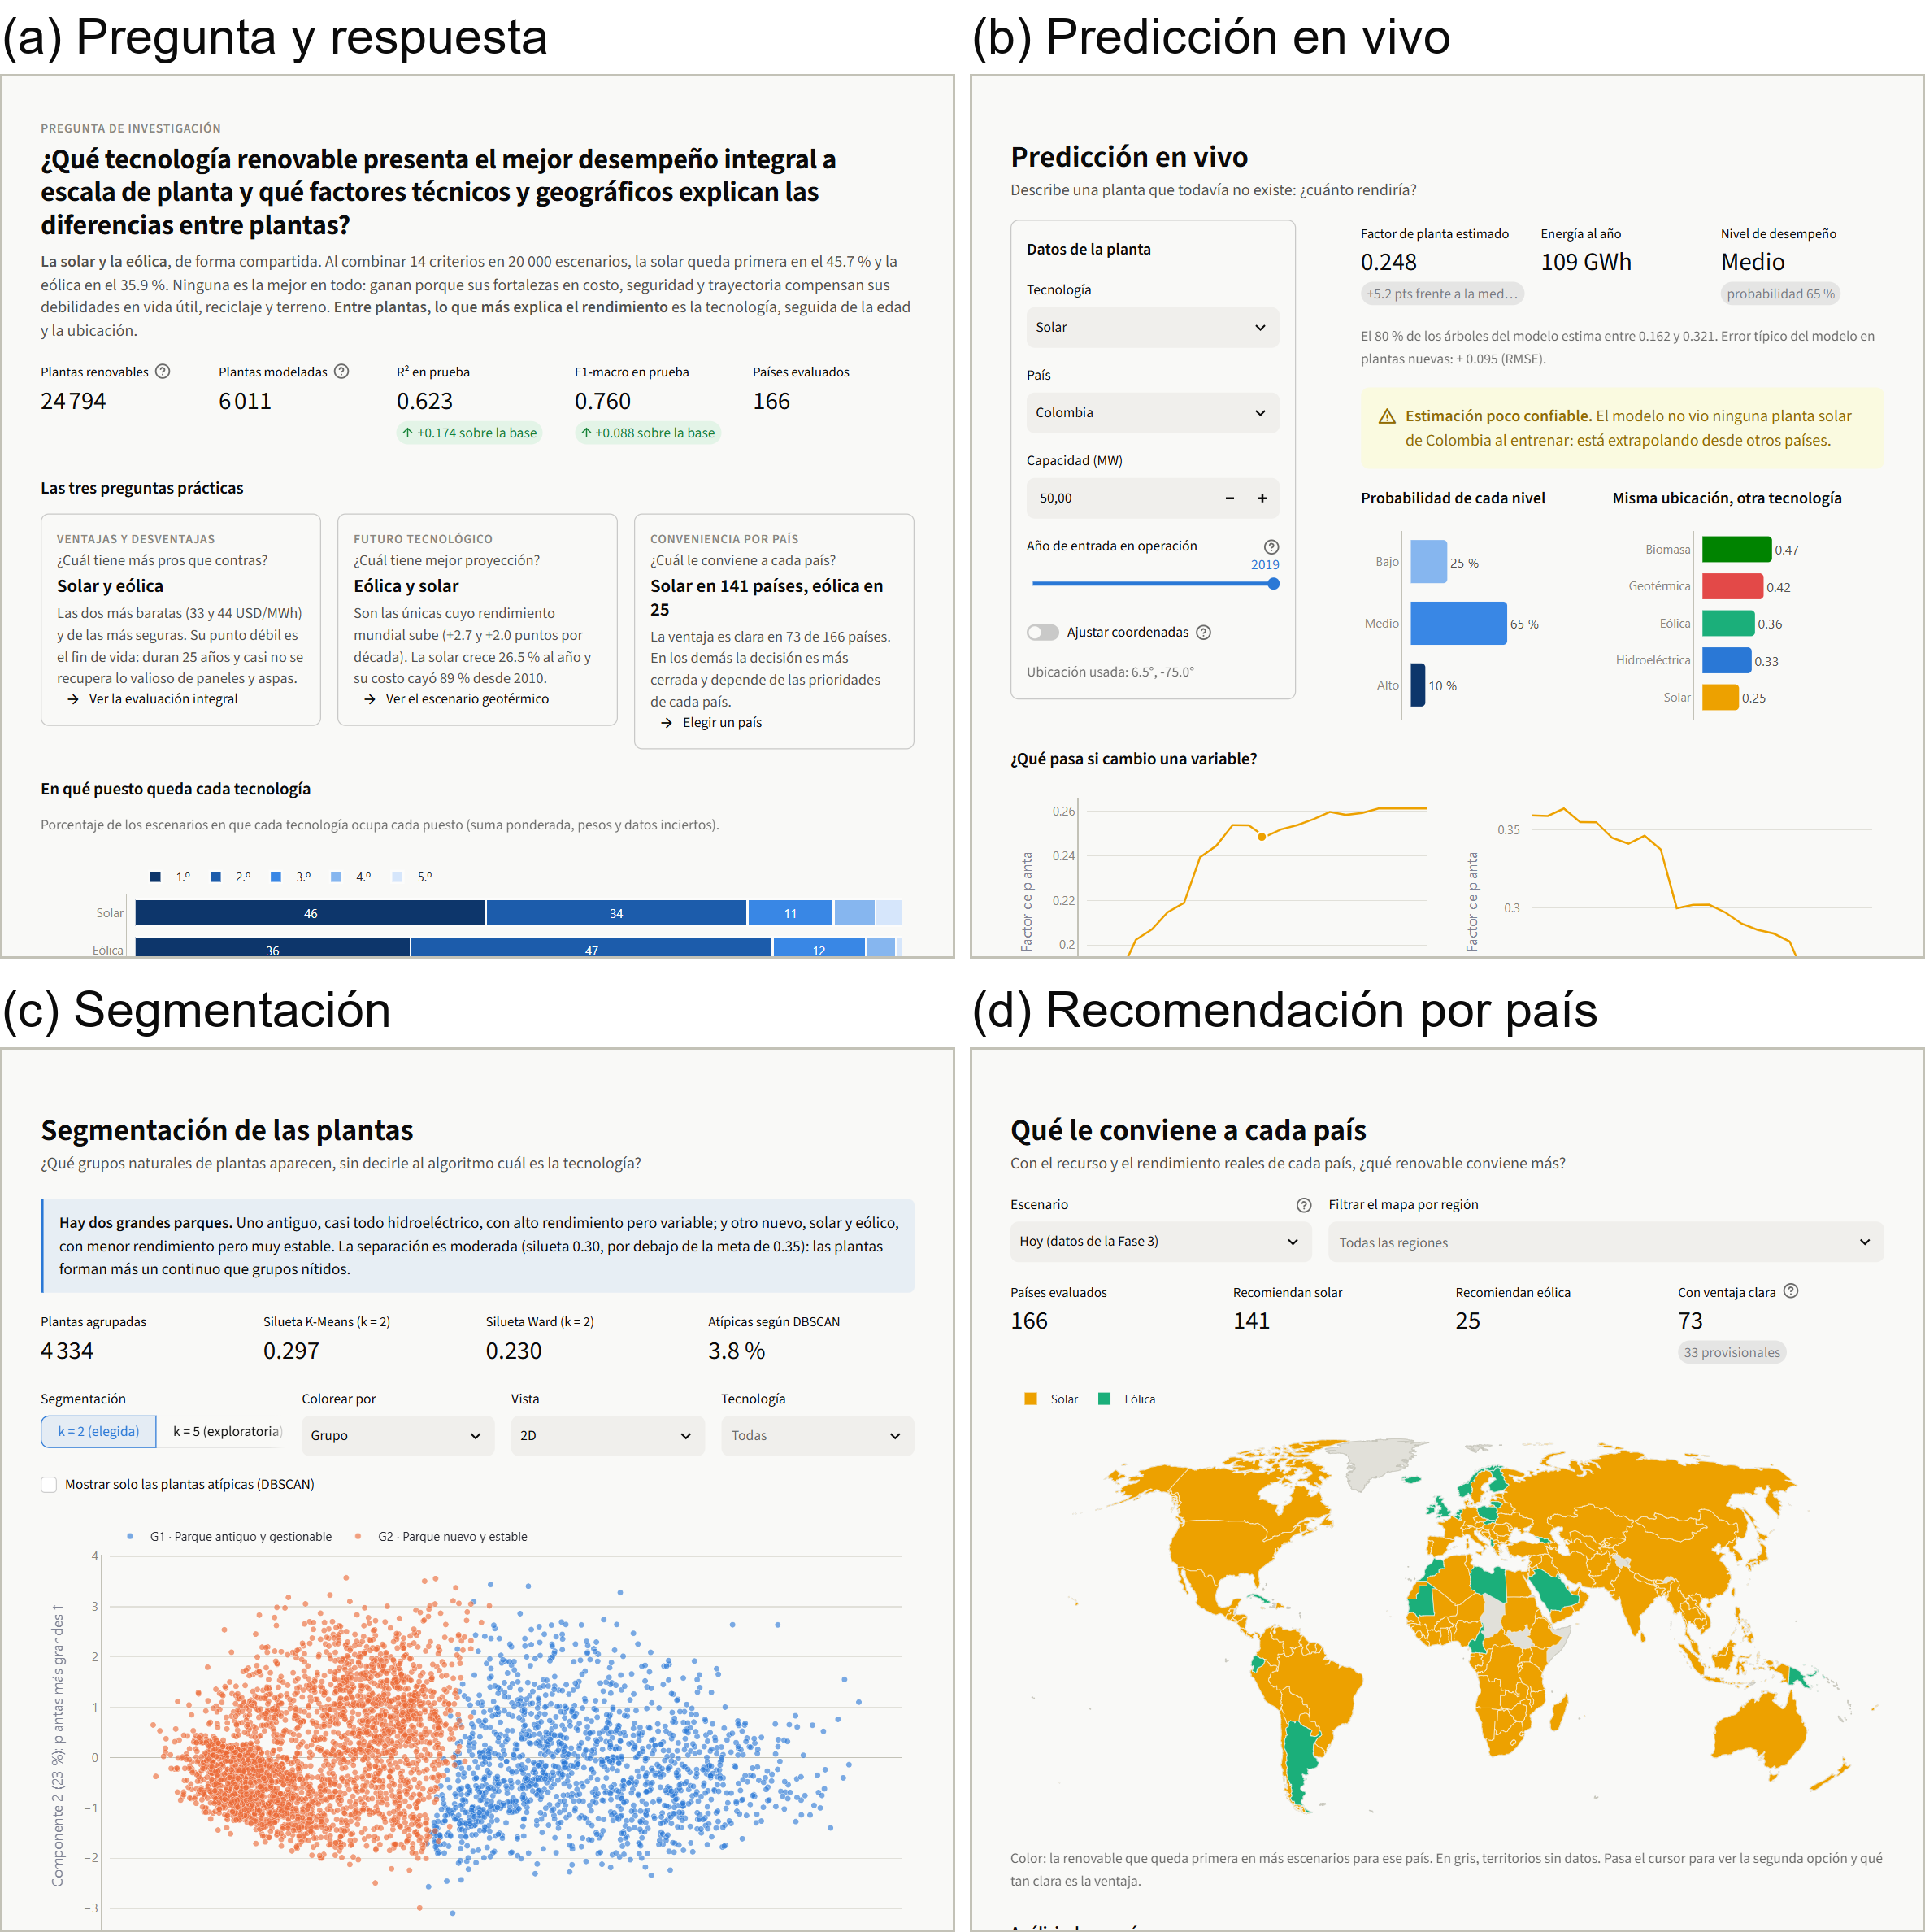 (a) Pregunta y respuesta
PREGUNTA DE INVESTIGACIÓN
¿Qué tecnología renovable presenta el mejor desempeño integral a
escala de planta y qué factores técnicos y geográficos explican las
diferencias entre plantas?
La solar y la eólica, de forma compartida. Al combinar 14 criterios en 20 000 escenarios, la solar queda primera en el 45.7 % y la
eólica en el 35.9 %. Ninguna es la mejor en todo: ganan porque sus fortalezas en costo, seguridad y trayectoria compensan sus
debilidades en vida útil, reciclaje y terreno. Entre plantas, lo que más explica el rendimiento es la tecnología, seguida de la edad
y la ubicación.
Plantas renovables
24 794
Plantas modeladas
6 011
R² en prueba
0.623
↑ +0.174 sobre la base
F1-macro en prueba
0.760
↑ +0.088 sobre la base
Países evaluados
166
Las tres preguntas prácticas
VENTAJAS Y DESVENTAJAS
¿Cuál tiene más pros que contras?
Solar y eólica
Las dos más baratas (33 y 44 USD/MWh)
y de las más seguras. Su punto débil es
el fin de vida: duran 25 años y casi no se
recupera lo valioso de paneles y aspas.
→ Ver la evaluación integral
FUTURO TECNOLÓGICO
¿Cuál tiene mejor proyección?
Eólica y solar
Son las únicas cuyo rendimiento
mundial sube (+2.7 y +2.0 puntos por
década). La solar crece 26.5 % al año y
su costo cayó 89 % desde 2010.
→ Ver el escenario geotérmico
CONVENIENCIA POR PAÍS
¿Cuál le conviene a cada país?
Solar en 141 países, eólica en
25
La ventaja es clara en 73 de 166 países.
En los demás la decisión es más
cerrada y depende de las prioridades
de cada país.
→ Elegir un país
En qué puesto queda cada tecnología
Porcentaje de los escenarios en que cada tecnología ocupa cada puesto (suma ponderada, pesos y datos inciertos).
1.º 2.º 3.º 4.º 5.º
Solar 46 34 11
Eólica 36 47 12
(b) Predicción en vivo
Predicción en vivo
Describe una planta que todavía no existe: ¿cuánto rendiría?
Datos de la planta
Tecnología
Solar
País
Colombia
Capacidad (MW)
50,00 − +
Año de entrada en operación
2019
Ajustar coordenadas
Ubicación usada: 6.5°, -75.0°
Factor de planta estimado
0.248
+5.2 pts frente a la med…
Energía al año
109 GWh
Nivel de desempeño
Medio
probabilidad 65 %
El 80 % de los árboles del modelo estima entre 0.162 y 0.321. Error típico del modelo en
plantas nuevas: ± 0.095 (RMSE).
Estimación poco confiable. El modelo no vio ninguna planta solar
de Colombia al entrenar: está extrapolando desde otros países.
Probabilidad de cada nivel
Bajo 25 %
Medio 65 %
Alto 10 %
Misma ubicación, otra tecnología
Biomasa 0.47
Geotérmica 0.42
Eólica 0.36
Hidroeléctrica 0.33
Solar 0.25
¿Qué pasa si cambio una variable?
Factor de planta
0.26
0.24
0.22
0.2
Factor de planta
0.35
0.3
(c) Segmentación
Segmentación de las plantas
¿Qué grupos naturales de plantas aparecen, sin decirle al algoritmo cuál es la tecnología?
Hay dos grandes parques. Uno antiguo, casi todo hidroeléctrico, con alto rendimiento pero variable; y otro nuevo, solar y eólico,
con menor rendimiento pero muy estable. La separación es moderada (silueta 0.30, por debajo de la meta de 0.35): las plantas
forman más un continuo que grupos nítidos.
Plantas agrupadas
4 334
Silueta K-Means (k = 2)
0.297
Silueta Ward (k = 2)
0.230
Atípicas según DBSCAN
3.8 %
Segmentación
k = 2 (elegida) k = 5 (exploratoria)
Colorear por
Grupo
Vista
2D
Tecnología
Todas
Mostrar solo las plantas atípicas (DBSCAN)
G1 · Parque antiguo y gestionable G2 · Parque nuevo y estable
Componente 2 (23 %): plantas más grandes ↑
4
3
2
1
0
−1
−2
−3
(d) Recomendación por país
Qué le conviene a cada país
Con el recurso y el rendimiento reales de cada país, ¿qué renovable conviene más?
Escenario
Hoy (datos de la Fase 3)
Filtrar el mapa por región
Todas las regiones
Países evaluados
166
Recomiendan solar
141
Recomiendan eólica
25
Con ventaja clara
73
33 provisionales
Solar Eólica
Color: la renovable que queda primera en más escenarios para ese país. En gris, territorios sin datos. Pasa el cursor para ver la segunda opción y qué
tan clara es la ventaja.